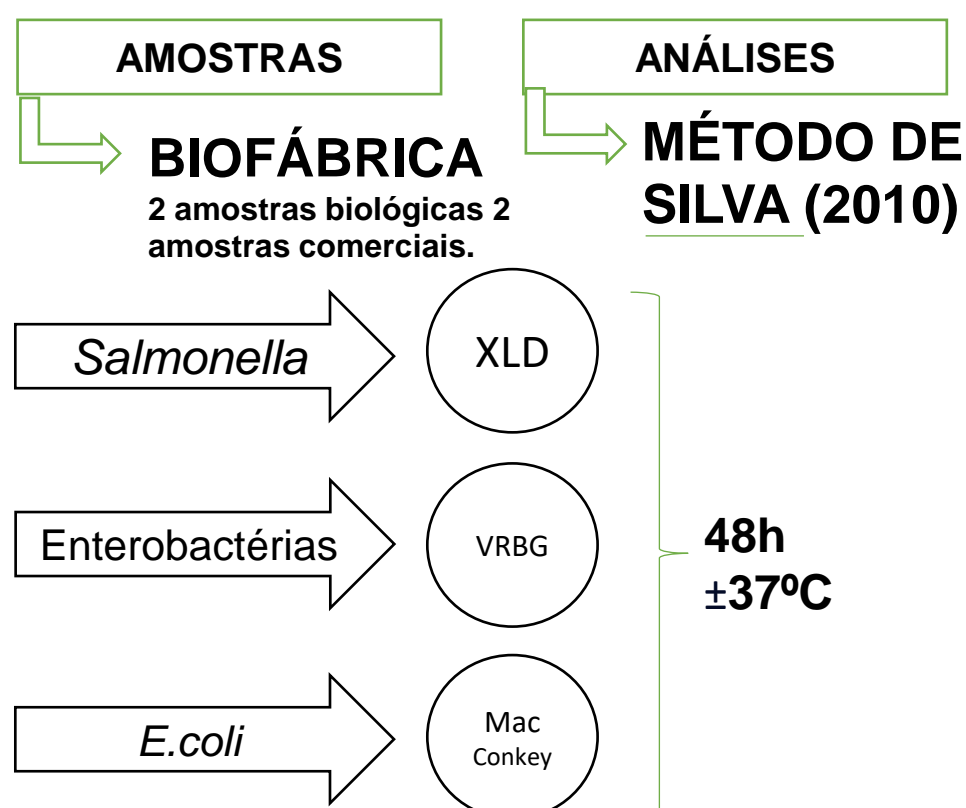 AMOSTRAS
BIOFÁBRICA
2 amostras biológicas 2
amostras comerciais.
ANÁLISES
MÉTODO DE
SILVA (2010)
Salmonella
XLD
Enterobactérias
VRBG
E.coli
Mac
Conkey
48h
±37ºC